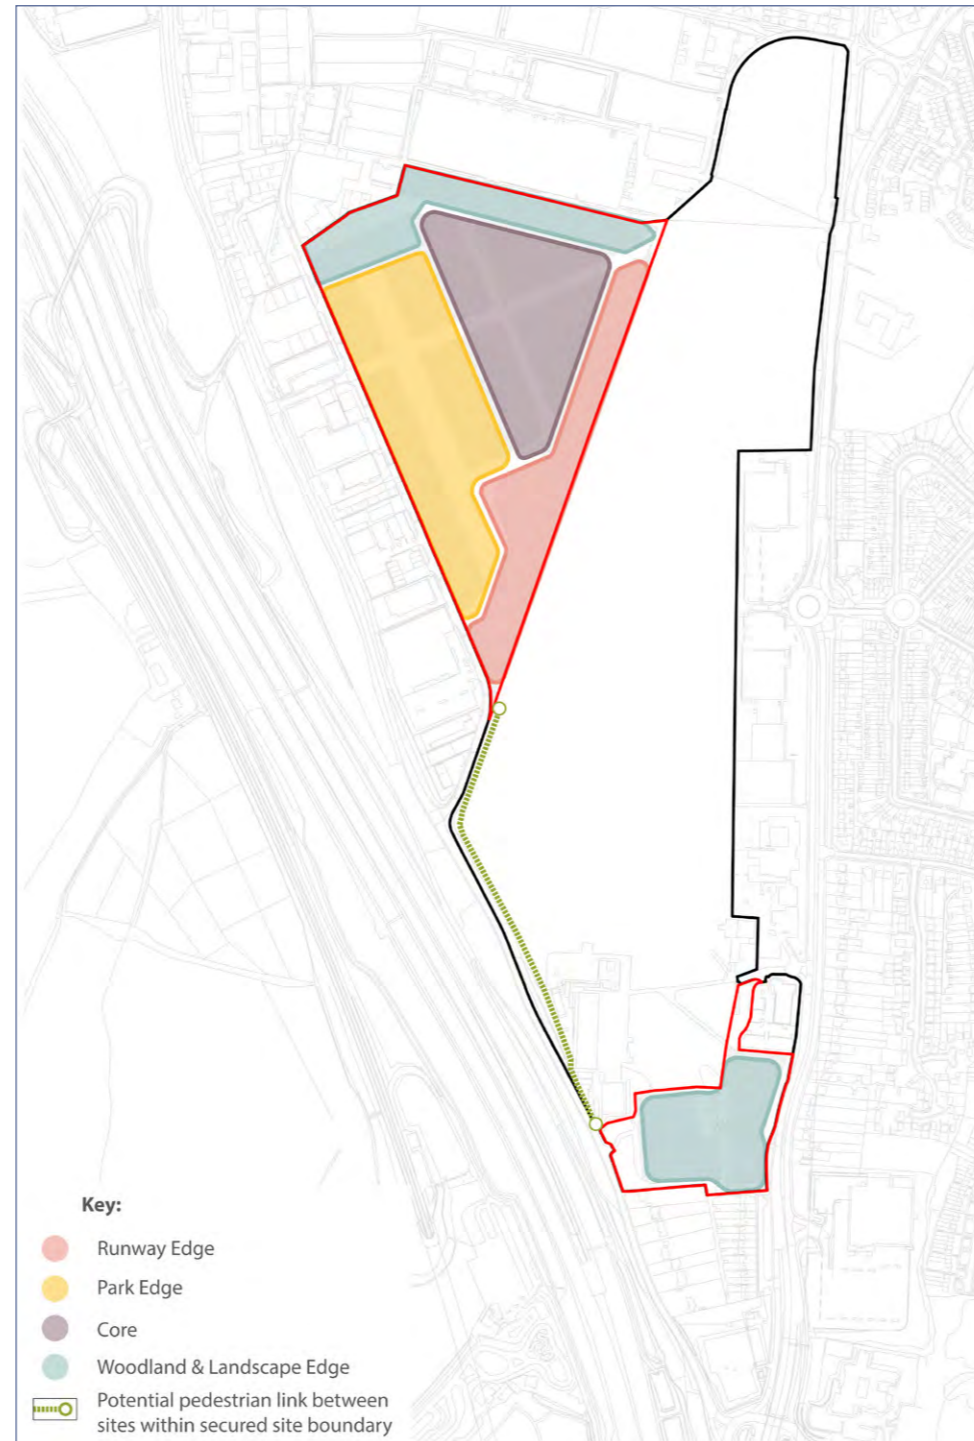 Key:
Runway Edge
Park Edge
Core
Woodland & Landscape Edge
Potential pedestrian link between
sites within secured site boundary